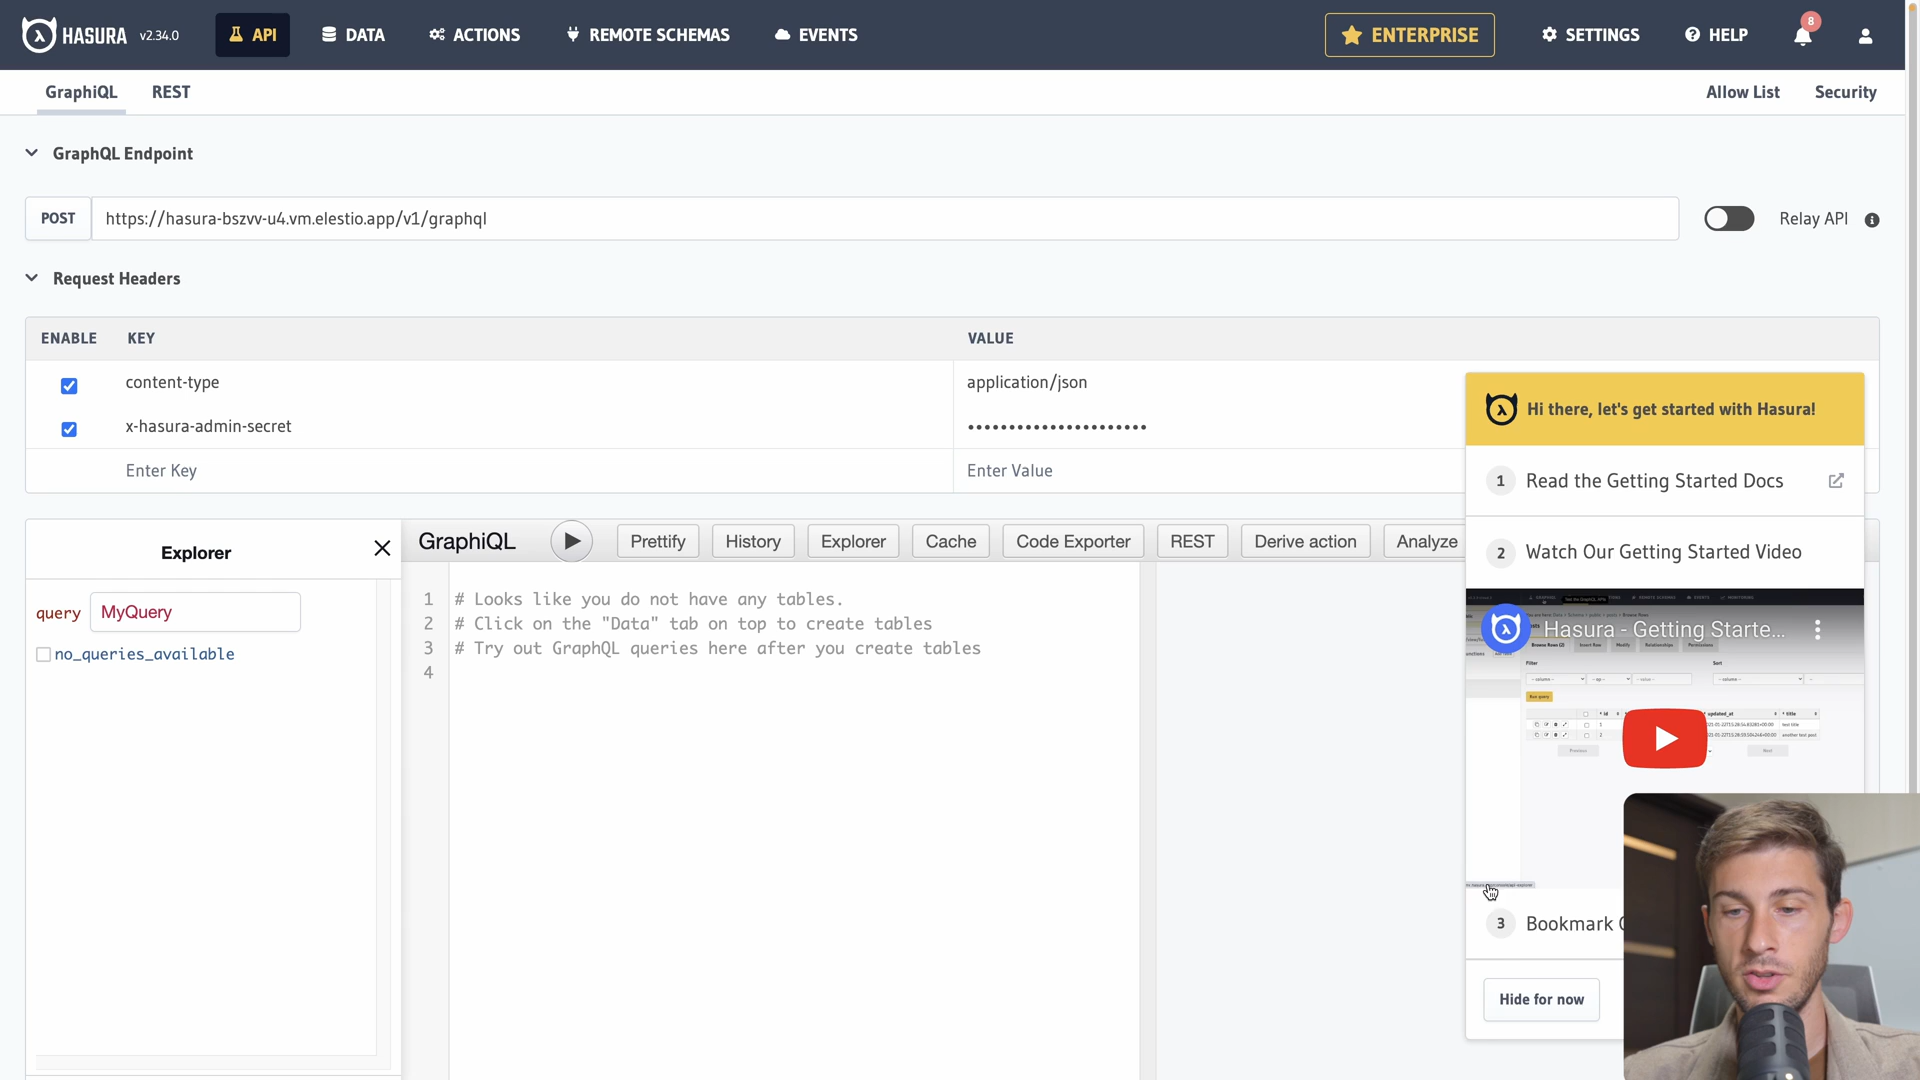 HASURA v2.34.0 API DATA ACTIONS REMOTE SCHEMAS EVENTS ENTERPRISE SETTINGS HELP 8
GraphiQL REST Allow List Security
GraphQL Endpoint
POST https://hasura-bszvv-u4.vm.elestio.app/v1/graphql Relay API
Request Headers
ENABLE KEY VALUE
content-type application/json
x-hasura-admin-secret ••••••••••••••••••••••
Enter Key Enter Value
Hi there, let's get started with Hasura!
1 Read the Getting Started Docs
2 Watch Our Getting Started Video
Hasura - Getting Starte...
3 Bookmark
Hide for now
Explorer
GraphiQL Prettify History Explorer Cache Code Exporter REST Derive action Analyze
query MyQuery
no_queries_available
1 # Looks like you do not have any tables.
2 # Click on the "Data" tab on top to create tables
3 # Try out GraphQL queries here after you create tables
4